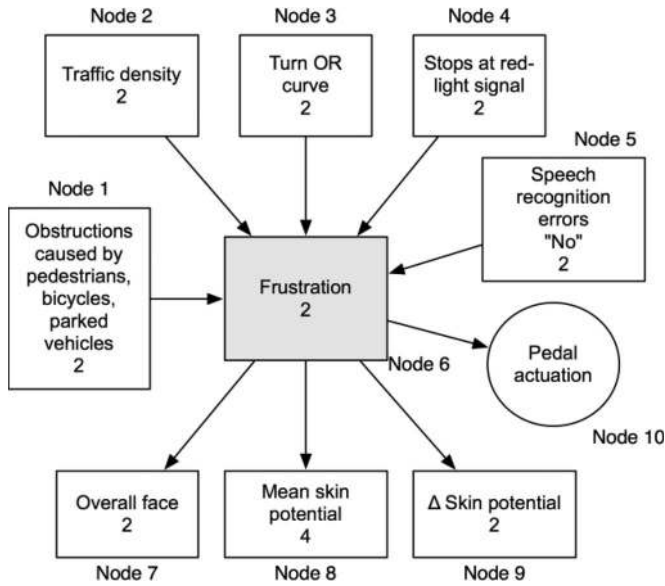 Node 2
Node 3
Node 4
Traffic density
2
Turn OR
curve
2
Stops at red-
light signal
2
Node 5
Speech
recognition
errors
"No"
2
Node 1
Obstructions
caused by
pedestrians,
bicycles,
parked
vehicles
2
Frustration
2
Node 6
Pedal
actuation
Node 10
Overall face
2
Mean skin
potential
4
Δ Skin potential
2
Node 7
Node 8
Node 9